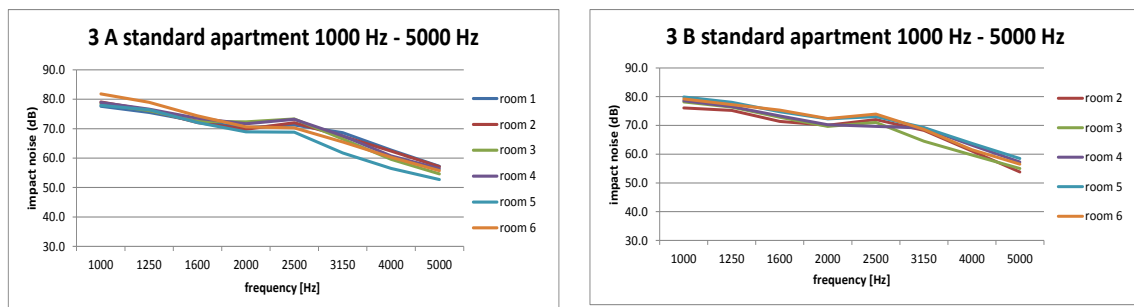 3 A standard apartment 1000 Hz - 5000 Hz
90.0
80.0
70.0
60.0
50.0
40.0
30.0
impact noise (dB)
1000 1250 1600 2000 2500 3150 4000 5000
frequency [Hz]
room 1
room 2
room 3
room 4
room 5
room 6
3 B standard apartment 1000 Hz - 5000 Hz
90.0
80.0
70.0
60.0
50.0
40.0
30.0
impact noise (dB)
1000 1250 1600 2000 2500 3150 4000 5000
frequency [Hz]
room 2
room 3
room 4
room 5
room 6